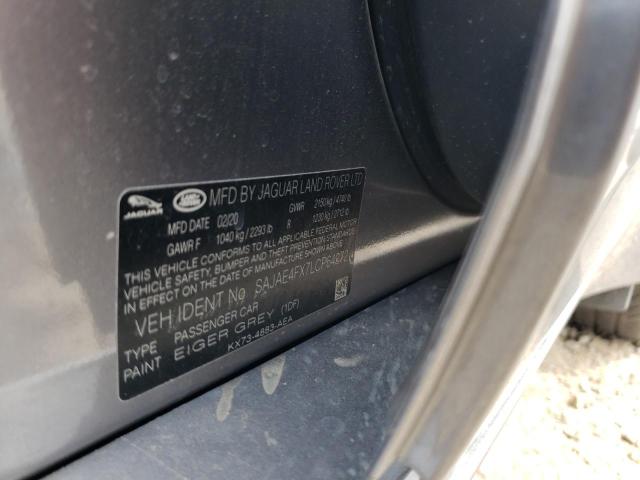 JAGUAR
LAND ROVER
MFD BY JAGUAR LAND ROVER LTD
MFD DATE 02/20 GVWR 2150 kg / 4740 lb
GAWR F 1040 kg / 2293 lb R 1230 kg / 2712 lb
THIS VEHICLE CONFORMS TO ALL APPLICABLE FEDERAL MOTOR
VEHICLE SAFETY, BUMPER AND THEFT PREVENTION STANDARDS
IN EFFECT ON THE DATE OF MANUFACTURE SHOWN ABOVE.
VEH IDENT No
TYPE PASSENGER CAR
PAINT EIGER GREY (1DF)
KX73-4883-AEA